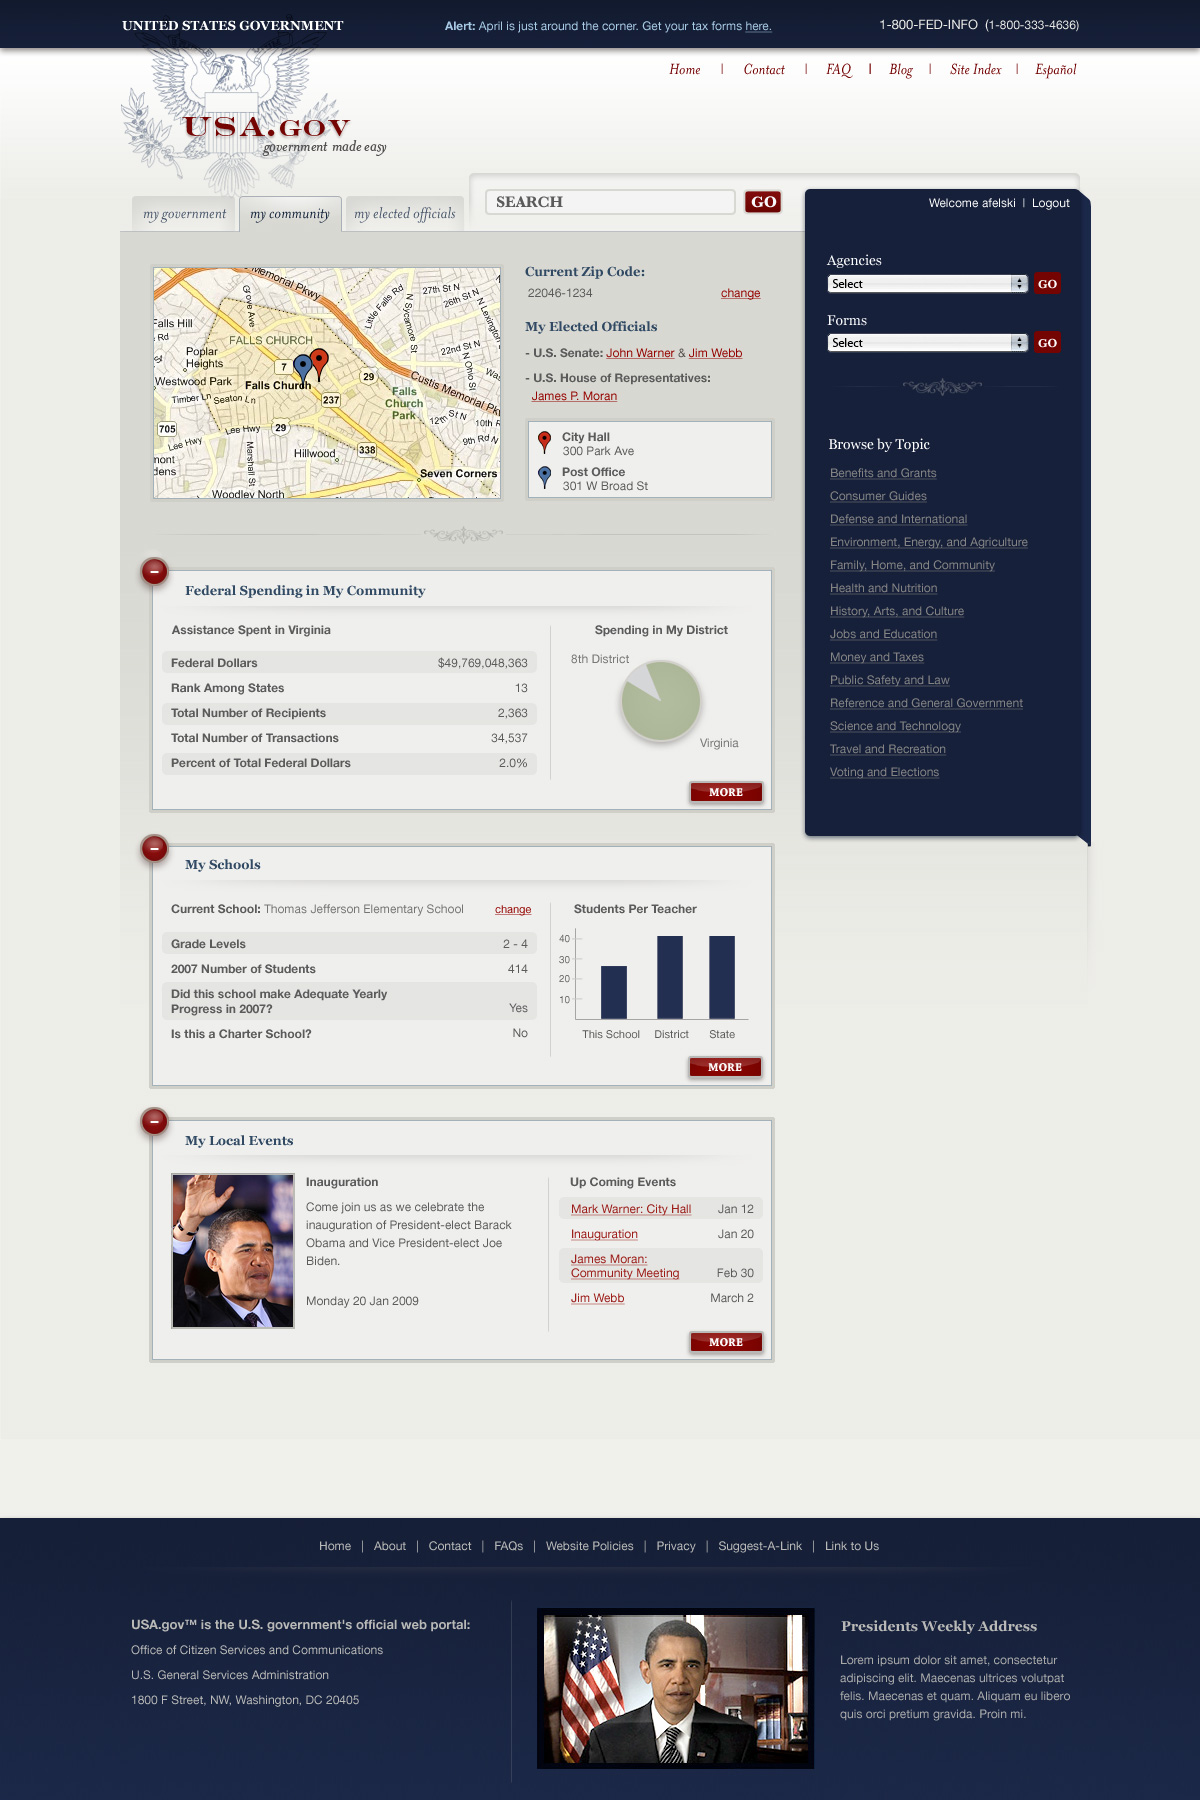 UNITED STATES GOVERNMENT
Alert: April is just around the corner. Get your tax forms here.
1-800-FED-INFO (1-800-333-4636)
Home | Contact | FAQ | Blog | Site Index | Español
USA.GOV
government made easy
my government
my community
my elected officials
SEARCH
GO
Welcome afelski | Logout
Agencies
Select
GO
Forms
Select
GO
Browse by Topic
Benefits and Grants
Consumer Guides
Defense and International
Environment, Energy, and Agriculture
Family, Home, and Community
Health and Nutrition
History, Arts, and Culture
Jobs and Education
Money and Taxes
Public Safety and Law
Reference and General Government
Science and Technology
Travel and Recreation
Voting and Elections
Memorial Pkwy
Grove Ave
Little Falls Rd
N Sycamore St
27th St N
26th St N
N Lexington
Falls Hill
Rd
Poplar
Heights
FALLS CHURCH
22nd St N
N Ohio St
7
29
Westwood Park
Falls Church
Custis Memorial Pk
Timber Ln
Seaton Ln
237
Falls
Church
Park
12th St N
10th
705
Lee Hwy
29
9th Rd N
Lee Hwy
Marshall St
Hillwood
338
mont
dens
Seven Corners
Woodley North
Current Zip Code:
22046-1234
change
My Elected Officials
- U.S. Senate: John Warner & Jim Webb
- U.S. House of Representatives:
James P. Moran
City Hall
300 Park Ave
Post Office
301 W Broad St
Federal Spending in My Community
Assistance Spent in Virginia
Federal Dollars $49,769,048,363
Rank Among States 13
Total Number of Recipients 2,363
Total Number of Transactions 34,537
Percent of Total Federal Dollars 2.0%
Spending in My District
8th District
Virginia
MORE
My Schools
Current School: Thomas Jefferson Elementary School change
Grade Levels 2 - 4
2007 Number of Students 414
Did this school make Adequate Yearly
Progress in 2007? Yes
Is this a Charter School? No
Students Per Teacher
40
30
20
10
This School District State
MORE
My Local Events
Inauguration
Come join us as we celebrate the
inauguration of President-elect Barack
Obama and Vice President-elect Joe
Biden.
Monday 20 Jan 2009
Up Coming Events
Mark Warner: City Hall Jan 12
Inauguration Jan 20
James Moran:
Community Meeting Feb 30
Jim Webb March 2
MORE
Home | About | Contact | FAQs | Website Policies | Privacy | Suggest-A-Link | Link to Us
USA.gov™ is the U.S. government's official web portal:
Office of Citizen Services and Communications
U.S. General Services Administration
1800 F Street, NW, Washington, DC 20405
Presidents Weekly Address
Lorem ipsum dolor sit amet, consectetur
adipiscing elit. Maecenas ultrices volutpat
felis. Maecenas et quam. Aliquam eu libero
quis orci pretium gravida. Proin mi.